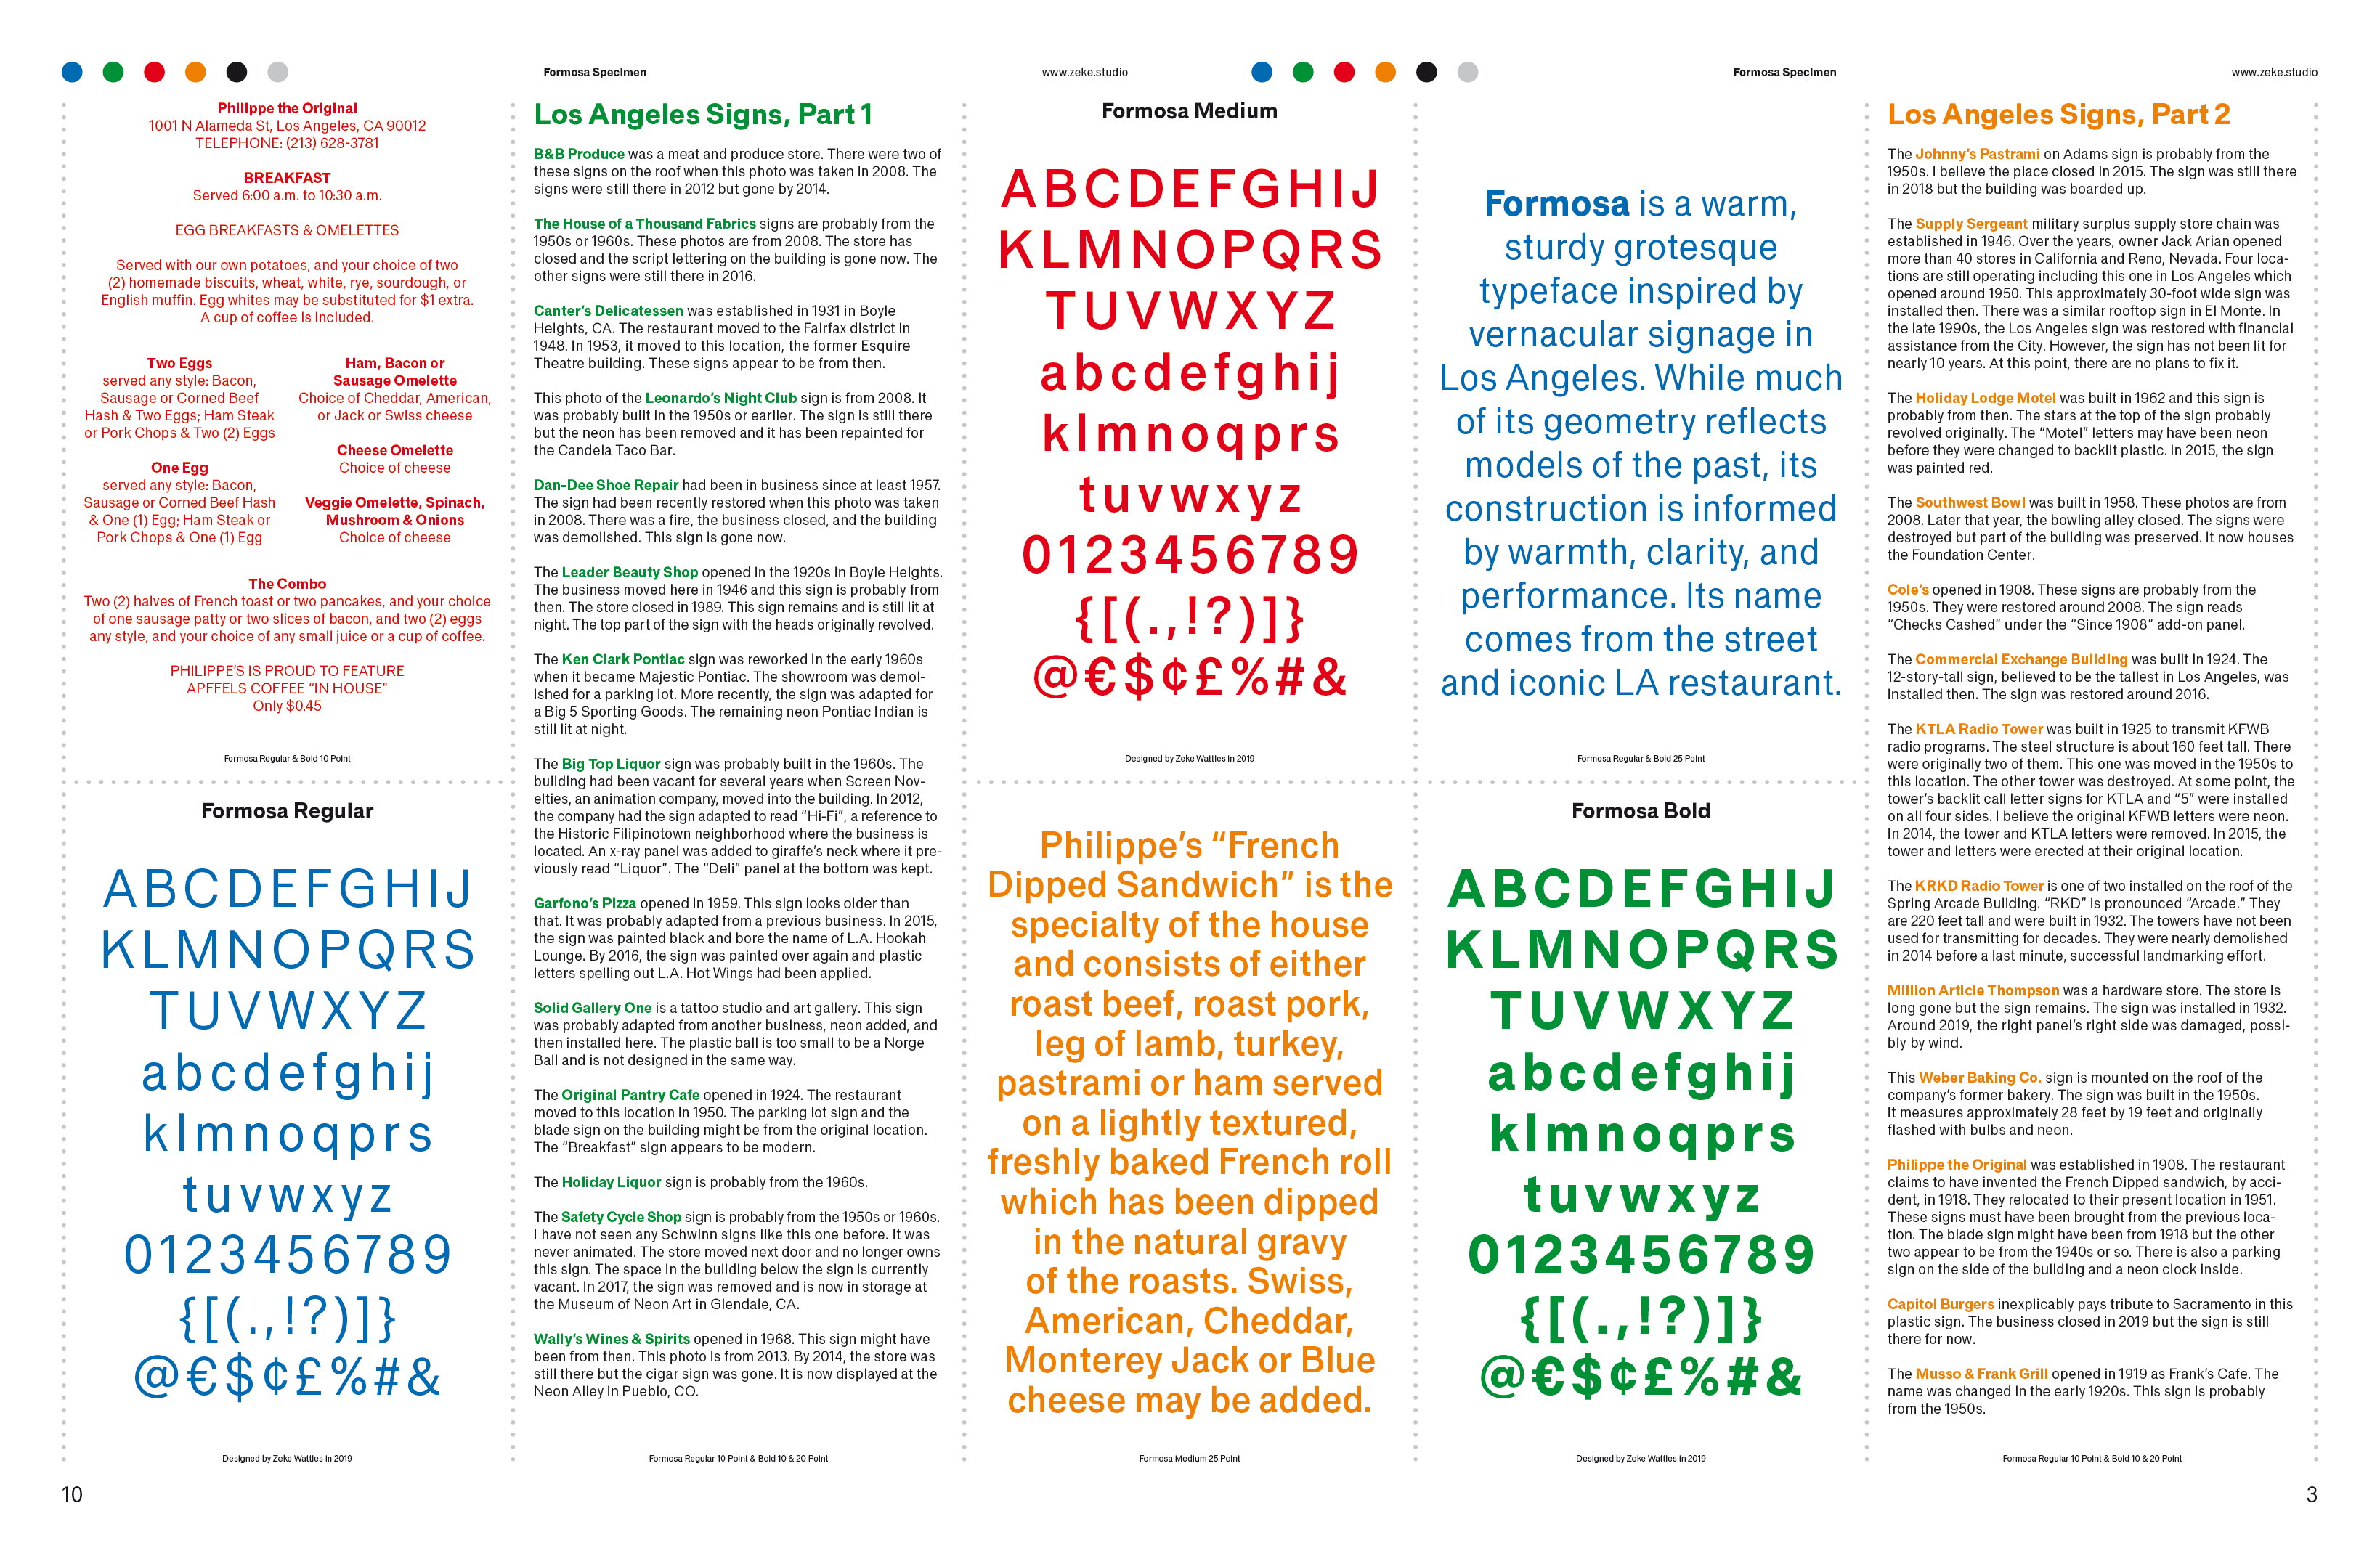 Formosa Specimen
www.zeke.studio
Philippe the Original
1001 N Alameda St, Los Angeles, CA 90012
TELEPHONE: (213) 628-3781
BREAKFAST
Served 6:00 a.m. to 10:30 a.m.
EGG BREAKFASTS & OMELETTES
Served with our own potatoes, and your choice of two
(2) homemade biscuits, wheat, white, rye, sourdough, or
English muffin. Egg whites may be substituted for $1 extra.
A cup of coffee is included.
Two Eggs
served any style: Bacon,
Sausage or Corned Beef
Hash & Two Eggs; Ham Steak
or Pork Chops & Two (2) Eggs
One Egg
served any style: Bacon,
Sausage or Corned Beef Hash
& One (1) Egg; Ham Steak or
Pork Chops & One (1) Egg
Ham, Bacon or
Sausage Omelette
Choice of Cheddar, American,
or Jack or Swiss cheese
Cheese Omelette
Choice of cheese
Veggie Omelette, Spinach,
Mushroom & Onions
Choice of cheese
The Combo
Two (2) halves of French toast or two pancakes, and your choice
of one sausage patty or two slices of bacon, and two (2) eggs
any style, and your choice of any small juice or a cup of coffee.
PHILIPPE’S IS PROUD TO FEATURE
APFFELS COFFEE “IN HOUSE”
Only $0.45
Formosa Regular & Bold 10 Point
Formosa Regular
ABCDEFGHIJ
KLMNOPQRS
TUVWXYZ
abcdefghij
klmnoqprs
tuvwxyz
0123456789
{[(.,!?)]}
@€$¢£%#&
Designed by Zeke Wattles in 2019
10
Los Angeles Signs, Part 1
B&B Produce was a meat and produce store. There were two of
these signs on the roof when this photo was taken in 2008. The
signs were still there in 2012 but gone by 2014.
The House of a Thousand Fabrics signs are probably from the
1950s or 1960s. These photos are from 2008. The store has
closed and the script lettering on the building is gone now. The
other signs were still there in 2016.
Canter’s Delicatessen was established in 1931 in Boyle
Heights, CA. The restaurant moved to the Fairfax district in
1948. In 1953, it moved to this location, the former Esquire
Theatre building. These signs appear to be from then.
This photo of the Leonardo’s Night Club sign is from 2008. It
was probably built in the 1950s or earlier. The sign is still there
but the neon has been removed and it has been repainted for
the Candela Taco Bar.
Dan-Dee Shoe Repair had been in business since at least 1957.
The sign had been recently restored when this photo was taken
in 2008. There was a fire, the business closed, and the building
was demolished. This sign is gone now.
The Leader Beauty Shop opened in the 1920s in Boyle Heights.
The business moved here in 1946 and this sign is probably from
then. The store closed in 1989. This sign remains and is still lit at
night. The top part of the sign with the heads originally revolved.
The Ken Clark Pontiac sign was reworked in the early 1960s
when it became Majestic Pontiac. The showroom was demol-
ished for a parking lot. More recently, the sign was adapted for
a Big 5 Sporting Goods. The remaining neon Pontiac Indian is
still lit at night.
The Big Top Liquor sign was probably built in the 1960s. The
building had been vacant for several years when Screen Nov-
elties, an animation company, moved into the building. In 2012,
the company had the sign adapted to read “Hi-Fi”, a reference to
the Historic Filipinotown neighborhood where the business is
located. An x-ray panel was added to giraffe’s neck where it pre-
viously read “Liquor”. The “Deli” panel at the bottom was kept.
Garfono’s Pizza opened in 1959. This sign looks older than
that. It was probably adapted from a previous business. In 2015,
the sign was painted black and bore the name of L.A. Hookah
Lounge. By 2016, the sign was painted over again and plastic
letters spelling out L.A. Hot Wings had been applied.
Solid Gallery One is a tattoo studio and art gallery. This sign
was probably adapted from another business, neon added, and
then installed here. The plastic ball is too small to be a Norge
Ball and is not designed in the same way.
The Original Pantry Cafe opened in 1924. The restaurant
moved to this location in 1950. The parking lot sign and the
blade sign on the building might be from the original location.
The “Breakfast” sign appears to be modern.
The Holiday Liquor sign is probably from the 1960s.
The Safety Cycle Shop sign is probably from the 1950s or 1960s.
I have not seen any Schwinn signs like this one before. It was
never animated. The store moved next door and no longer owns
this sign. The space in the building below the sign is currently
vacant. In 2017, the sign was removed and is now in storage at
the Museum of Neon Art in Glendale, CA.
Wally’s Wines & Spirits opened in 1968. This sign might have
been from then. This photo is from 2013. By 2014, the store was
still there but the cigar sign was gone. It is now displayed at the
Neon Alley in Pueblo, CO.
Formosa Regular 10 Point & Bold 10 & 20 Point
Formosa Medium
ABCDEFGHIJ
KLMNOPQRS
TUVWXYZ
abcdefghij
klmnoqprs
tuvwxyz
0123456789
{[(.,!?)]}
@€$¢£%#&
Designed by Zeke Wattles in 2019
Philippe’s “French
Dipped Sandwich” is the
specialty of the house
and consists of either
roast beef, roast pork,
leg of lamb, turkey,
pastrami or ham served
on a lightly textured,
freshly baked French roll
which has been dipped
in the natural gravy
of the roasts. Swiss,
American, Cheddar,
Monterey Jack or Blue
cheese may be added.
Formosa Medium 25 Point
Formosa Specimen
www.zeke.studio
Formosa is a warm,
sturdy grotesque
typeface inspired by
vernacular signage in
Los Angeles. While much
of its geometry reflects
models of the past, its
construction is informed
by warmth, clarity, and
performance. Its name
comes from the street
and iconic LA restaurant.
Formosa Regular & Bold 25 Point
Formosa Bold
ABCDEFGHIJ
KLMNOPQRS
TUVWXYZ
abcdefghij
klmnoqprs
tuvwxyz
0123456789
{[(.,!?)]}
@€$¢£%#&
Designed by Zeke Wattles in 2019
Los Angeles Signs, Part 2
The Johnny’s Pastrami on Adams sign is probably from the
1950s. I believe the place closed in 2015. The sign was still there
in 2018 but the building was boarded up.
The Supply Sergeant military surplus supply store chain was
established in 1946. Over the years, owner Jack Arian opened
more than 40 stores in California and Reno, Nevada. Four loca-
tions are still operating including this one in Los Angeles which
opened around 1950. This approximately 30-foot wide sign was
installed then. There was a similar rooftop sign in El Monte. In
the late 1990s, the Los Angeles sign was restored with financial
assistance from the City. However, the sign has not been lit for
nearly 10 years. At this point, there are no plans to fix it.
The Holiday Lodge Motel was built in 1962 and this sign is
probably from then. The stars at the top of the sign probably
revolved originally. The “Motel” letters may have been neon
before they were changed to backlit plastic. In 2015, the sign
was painted red.
The Southwest Bowl was built in 1958. These photos are from
2008. Later that year, the bowling alley closed. The signs were
destroyed but part of the building was preserved. It now houses
the Foundation Center.
Cole’s opened in 1908. These signs are probably from the
1950s. They were restored around 2008. The sign reads
“Checks Cashed” under the “Since 1908” add-on panel.
The Commercial Exchange Building was built in 1924. The
12-story-tall sign, believed to be the tallest in Los Angeles, was
installed then. The sign was restored around 2016.
The KTLA Radio Tower was built in 1925 to transmit KFWB
radio programs. The steel structure is about 160 feet tall. There
were originally two of them. This one was moved in the 1950s to
this location. The other tower was destroyed. At some point, the
tower’s backlit call letter signs for KTLA and “5” were installed
on all four sides. I believe the original KFWB letters were neon.
In 2014, the tower and KTLA letters were removed. In 2015, the
tower and letters were erected at their original location.
The KRKD Radio Tower is one of two installed on the roof of the
Spring Arcade Building. “RKD” is pronounced “Arcade.” They
are 220 feet tall and were built in 1932. The towers have not been
used for transmitting for decades. They were nearly demolished
in 2014 before a last minute, successful landmarking effort.
Million Article Thompson was a hardware store. The store is
long gone but the sign remains. The sign was installed in 1932.
Around 2019, the right panel’s right side was damaged, possi-
bly by wind.
This Weber Baking Co. sign is mounted on the roof of the
company’s former bakery. The sign was built in the 1950s.
It measures approximately 28 feet by 19 feet and originally
flashed with bulbs and neon.
Philippe the Original was established in 1908. The restaurant
claims to have invented the French Dipped sandwich, by acci-
dent, in 1918. They relocated to their present location in 1951.
These signs must have been brought from the previous loca-
tion. The blade sign might have been from 1918 but the other
two appear to be from the 1940s or so. There is also a parking
sign on the side of the building and a neon clock inside.
Capitol Burgers inexplicably pays tribute to Sacramento in this
plastic sign. The business closed in 2019 but the sign is still
there for now.
The Musso & Frank Grill opened in 1919 as Frank’s Cafe. The
name was changed in the early 1920s. This sign is probably
from the 1950s.
Formosa Regular 10 Point & Bold 10 & 20 Point
3